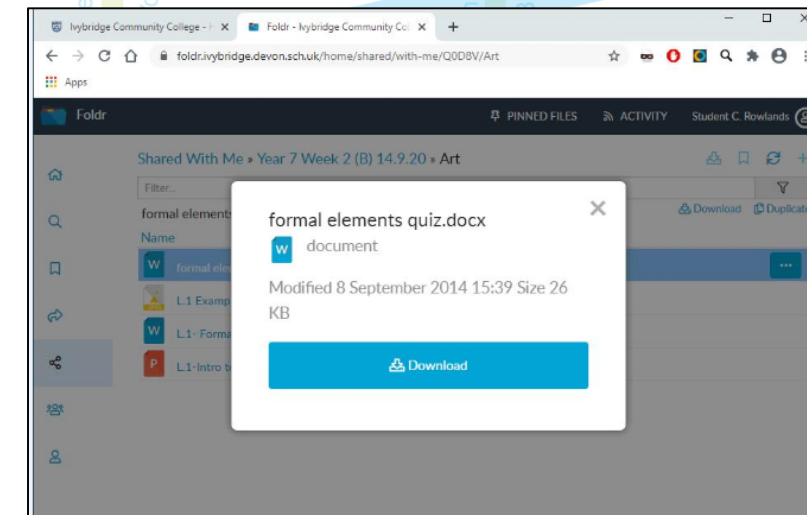 Ivybridge Community College - H
Foldr - Ivybridge Community Col
foldr.ivybridge.devon.sch.uk/home/shared/with-me/Q0D8V/Art
Apps
Foldr
PINNED FILES
ACTIVITY
Student C. Rowlands
Shared With Me » Year 7 Week 2 (B) 14.9.20 » Art
Filter...
formal elements
Download
Duplicate
Name
W formal ele
L.1 Examp
W L.1- Forma
P L.1-Intro t
formal elements quiz.docx
W document
Modified 8 September 2014 15:39 Size 26
KB
Download